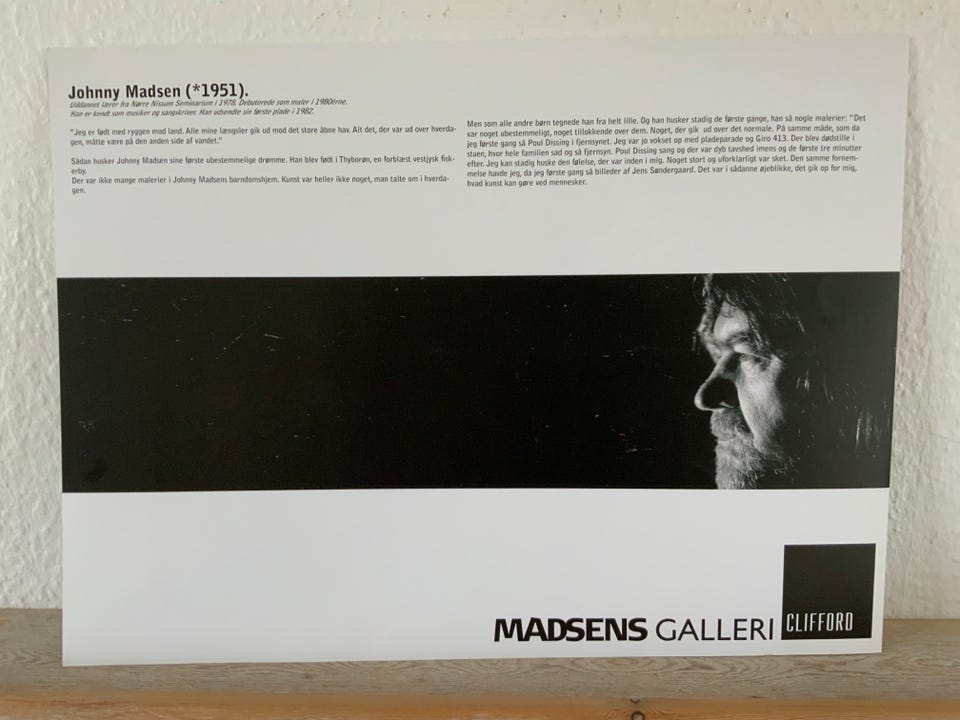 Johnny Madsen (*1951).
Uddannet lærer fra Nørre Nissum Seminarium i 1978. Debuterede som maler i 1980'erne.
Han er kendt som musiker og sangskriver. Han udsendte sin første plade i 1982.
"Jeg er født med ryggen mod land. Alle mine længsler gik ud mod det store åbne hav. Alt det, der var ud over hverda-
gen, måtte være på den anden side af vandet."
Sådan husker Johnny Madsen sine første ubestemmelige drømme. Han blev født i Thyborøn, en forblæst vestjysk fisk-
erby.
Der var ikke mange malerier i Johnny Madsens barndomshjem. Kunst var heller ikke noget, man talte om i hverda-
gen.
Men som alle andre børn tegnede han fra helt lille. Og han husker stadig de første gange, han så nogle malerier: "Det
var noget ubestemmeligt, noget tillokkende over dem. Noget, der gik ud over det normale. På samme måde, som da
jeg første gang så Poul Dissing i fjernsynet. Jeg var jo vokset op med pladeparade og Giro 413. Der blev dødstille i
stuen, hvor hele familien sad og så fjernsyn. Poul Dissing sang og der var dyb tavshed imens og de første tre minutter
efter. Jeg kan stadig huske den følelse, der var inden i mig. Noget stort og uforklarligt var sket. Den samme fornem-
melse havde jeg, da jeg første gang så billeder af Jens Søndergaard. Det var i sådanne øjeblikke, det gik op for mig,
hvad kunst kan gøre ved mennesker.
MADSENS GALLERI CLIFFORD